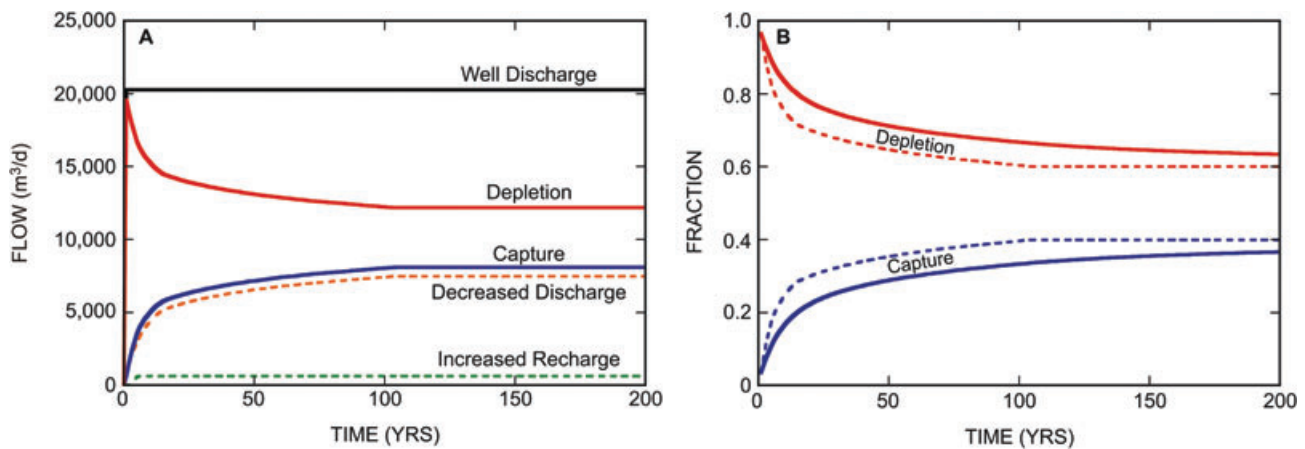 A
25,000
20,000
15,000
10,000
5,000
0
FLOW (m³/d)
Well Discharge
Depletion
Capture
Decreased Discharge
Increased Recharge
0 50 100 150 200
TIME (YRS)
B
1.0
0.8
0.6
0.4
0.2
0
FRACTION
Depletion
Capture
0 50 100 150 200
TIME (YRS)